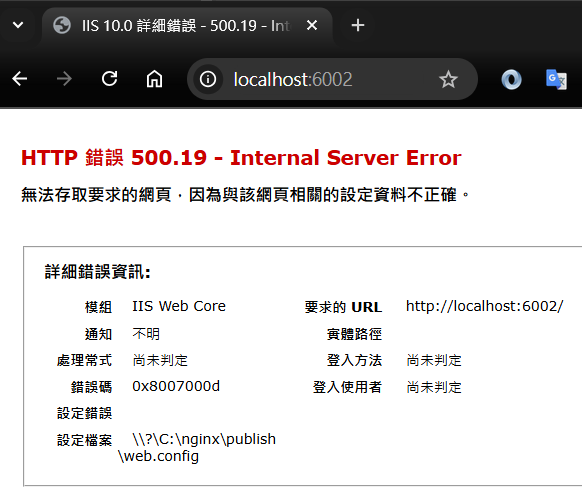 IIS 10.0 詳細錯誤 - 500.19 - Int
localhost:6002
HTTP 錯誤 500.19 - Internal Server Error
無法存取要求的網頁，因為與該網頁相關的設定資料不正確。
詳細錯誤資訊:
模組 IIS Web Core 要求的 URL http://localhost:6002/
通知 不明 實體路徑
處理常式 尚未判定 登入方法 尚未判定
錯誤碼 0x8007000d 登入使用者 尚未判定
設定錯誤
設定檔案 \\?\C:\nginx\publish
\web.config